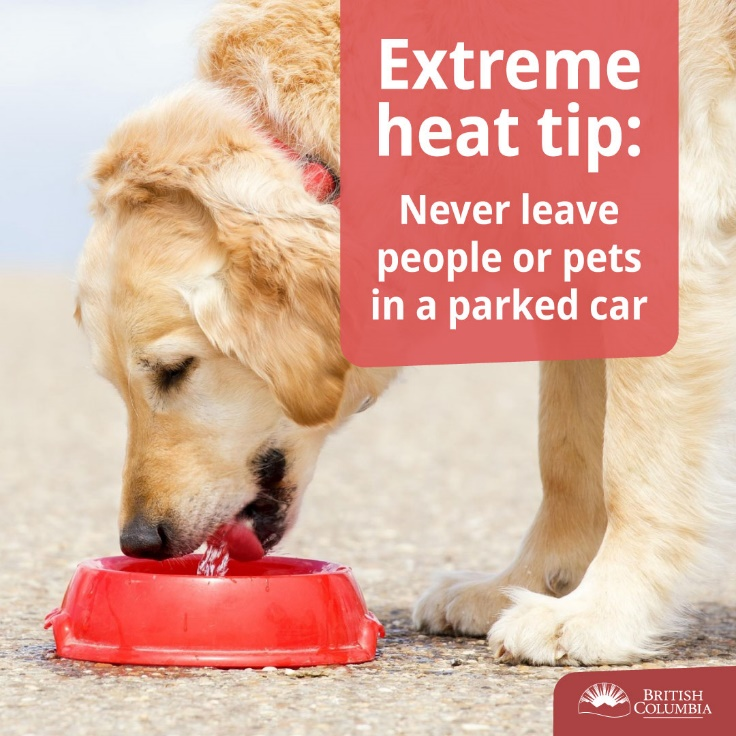 Extreme
heat tip:
Never leave
people or pets
in a parked car
BRITISH
COLUMBIA